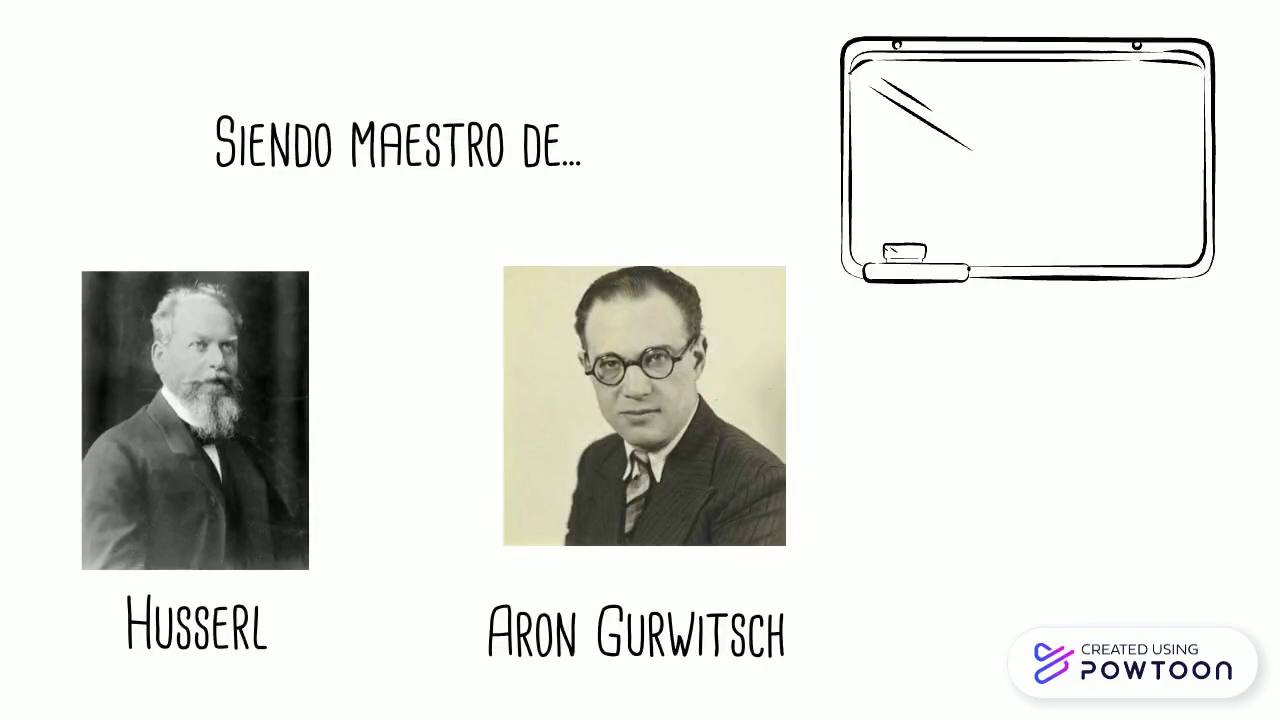 Siendo maestro de...
Husserl
Aron Gurwitsch
CREATED USING
POWTOON